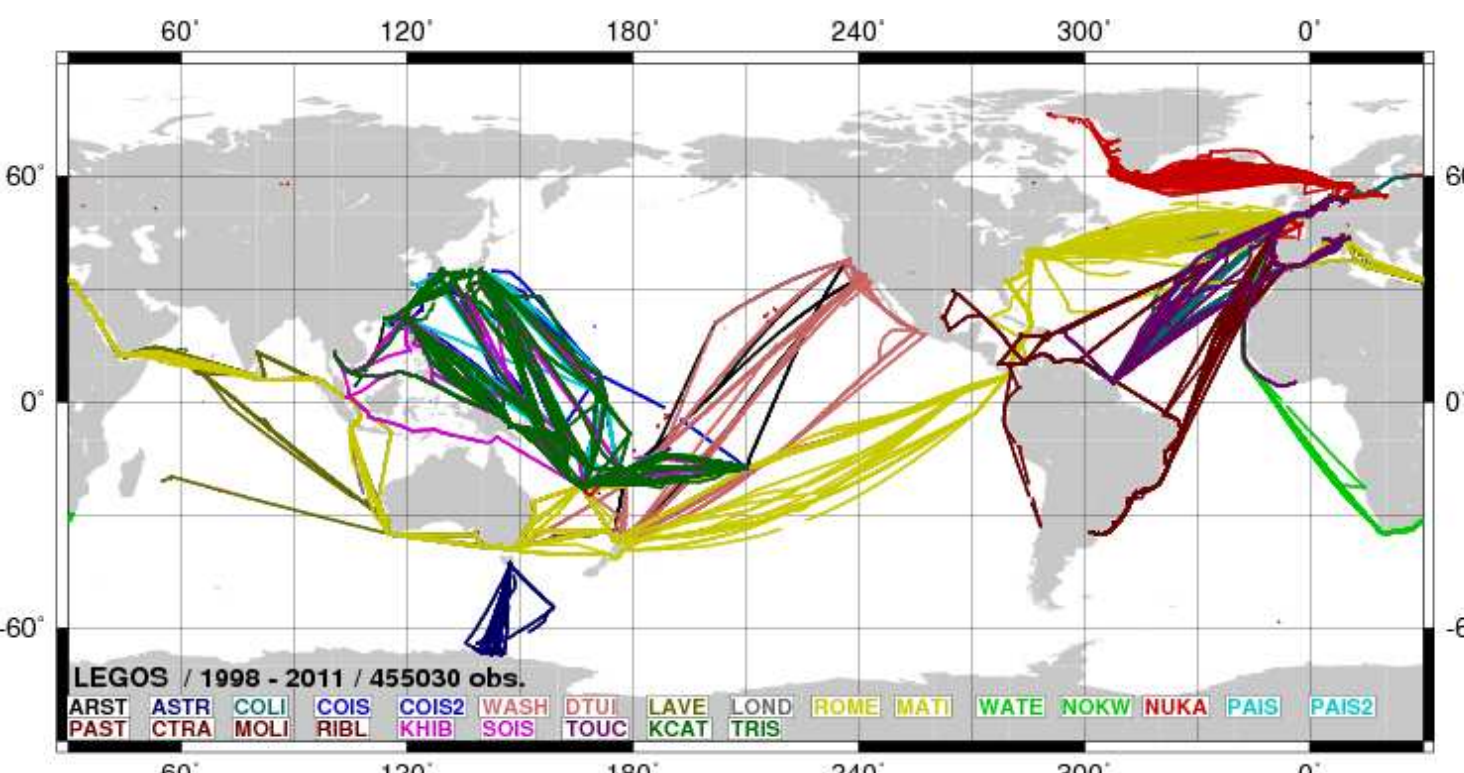 60° 120° 180° 240° 300° 0°
60° 60
0° 0°
-60° -6
LEGOS / 1998 - 2011 / 455030 obs.
ARST ASTR COLI COIS COIS2 WASH DTUI LAVE LOND ROME MATI WATE NOKW NUKA PAIS PAIS2
PAST CTRA MOLI RIBL KHIB SOIS TOUC KCAT TRIS
60° 120° 180° 240° 300° 0°